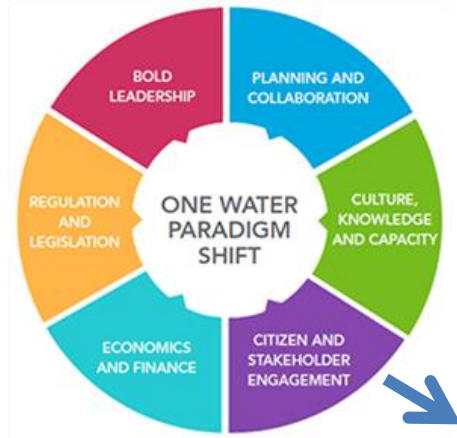 BOLD
LEADERSHIP
PLANNING AND
COLLABORATION
REGULATION
AND
LEGISLATION
ONE WATER
PARADIGM
SHIFT
CULTURE,
KNOWLEDGE
AND CAPACITY
ECONOMICS
AND FINANCE
CITIZEN AND
STAKEHOLDER
ENGAGEMENT